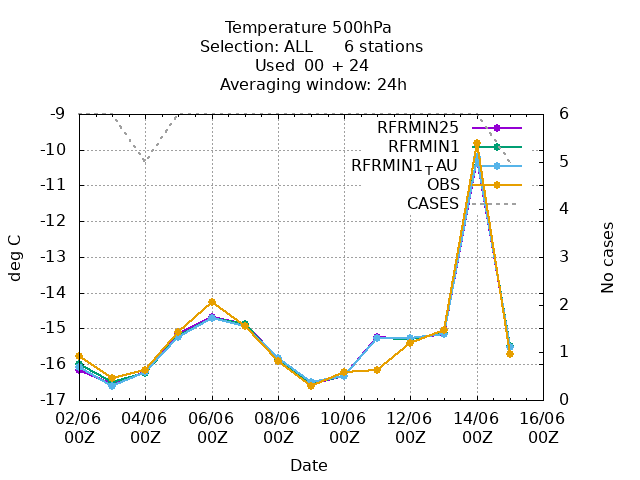 Temperature 500hPa
Selection: ALL      6 stations
Used  00  + 24
Averaging window: 24h
RFRMIN25
RFRMIN1
RFRMIN1TAU
OBS
CASES
deg C
-9
-10
-11
-12
-13
-14
-15
-16
-17
6
5
4
3
2
1
0
No cases
02/06 04/06 06/06 08/06 10/06 12/06 14/06 16/06
00Z 00Z 00Z 00Z 00Z 00Z 00Z 00Z
Date